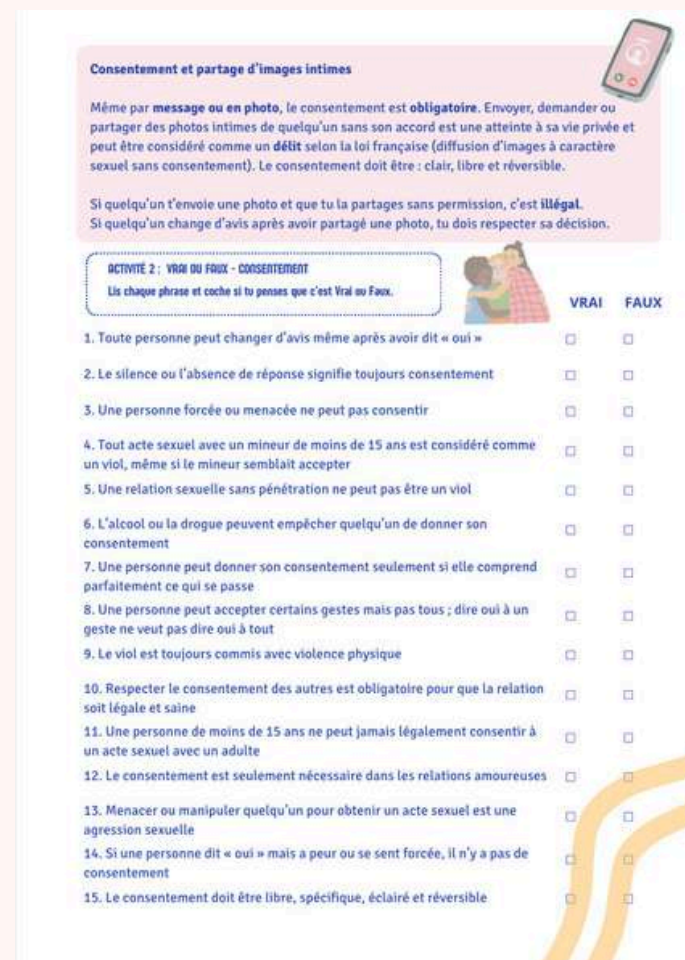 Consentement et partage d'images intimes
Même par message ou en photo, le consentement est obligatoire. Envoyer, demander ou
partager des photos intimes de quelqu'un sans son accord est une atteinte à sa vie privée et
peut être considéré comme un délit selon la loi française (diffusion d'images à caractère
sexuel sans consentement). Le consentement doit être : clair, libre et réversible.
Si quelqu'un t'envoie une photo et que tu la partages sans permission, c'est illégal.
Si quelqu'un change d'avis après avoir partagé une photo, tu dois respecter sa décision.
ACTIVITÉ 2 : VRAI OU FAUX - CONSENTEMENT
Lis chaque phrase et coche si tu penses que c'est Vrai ou Faux.
VRAI FAUX
1. Toute personne peut changer d'avis même après avoir dit « oui »
2. Le silence ou l'absence de réponse signifie toujours consentement
3. Une personne forcée ou menacée ne peut pas consentir
4. Tout acte sexuel avec un mineur de moins de 15 ans est considéré comme
un viol, même si le mineur semblait accepter
5. Une relation sexuelle sans pénétration ne peut pas être un viol
6. L'alcool ou la drogue peuvent empêcher quelqu'un de donner son
consentement
7. Une personne peut donner son consentement seulement si elle comprend
parfaitement ce qui se passe
8. Une personne peut accepter certains gestes mais pas tous ; dire oui à un
geste ne veut pas dire oui à tout
9. Le viol est toujours commis avec violence physique
10. Respecter le consentement des autres est obligatoire pour que la relation
soit légale et saine
11. Une personne de moins de 15 ans ne peut jamais légalement consentir à
un acte sexuel avec un adulte
12. Le consentement est seulement nécessaire dans les relations amoureuses
13. Menacer ou manipuler quelqu'un pour obtenir un acte sexuel est une
agression sexuelle
14. Si une personne dit « oui » mais a peur ou se sent forcée, il n'y a pas de
consentement
15. Le consentement doit être libre, spécifique, éclairé et réversible